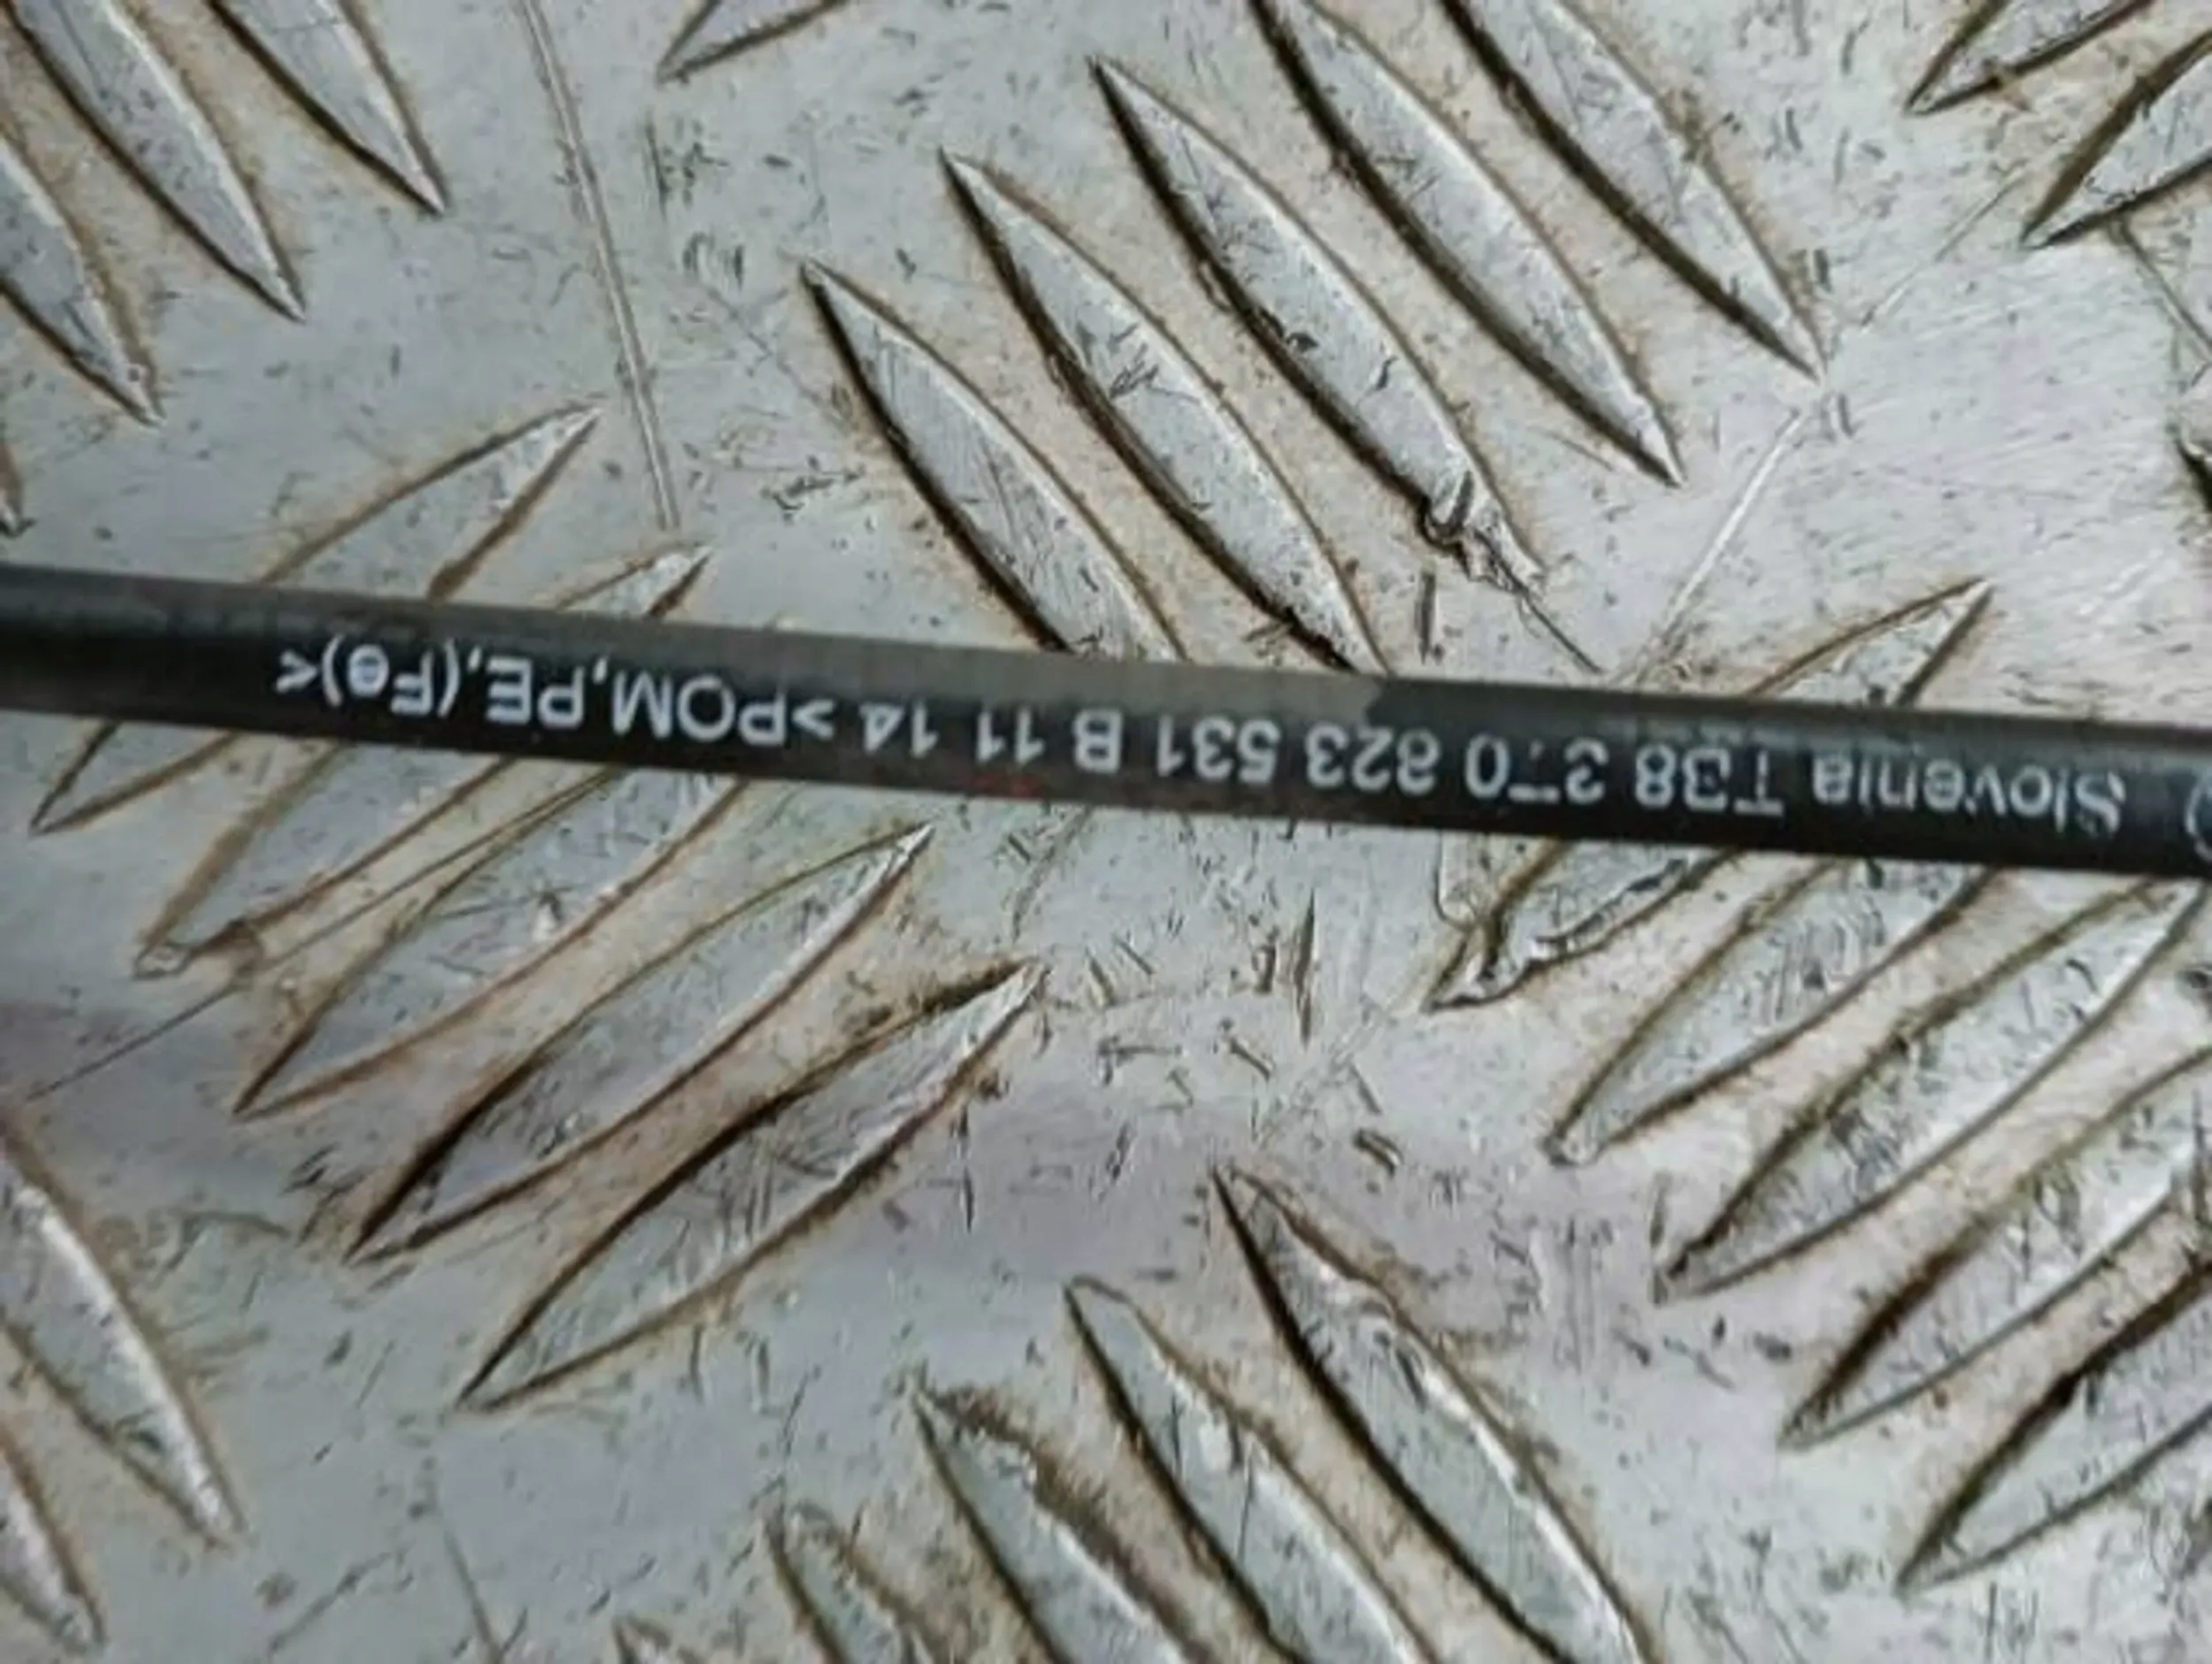 Slovenia T38 3T0 823 531 B 11 14 >POM,PE,(Fe)<